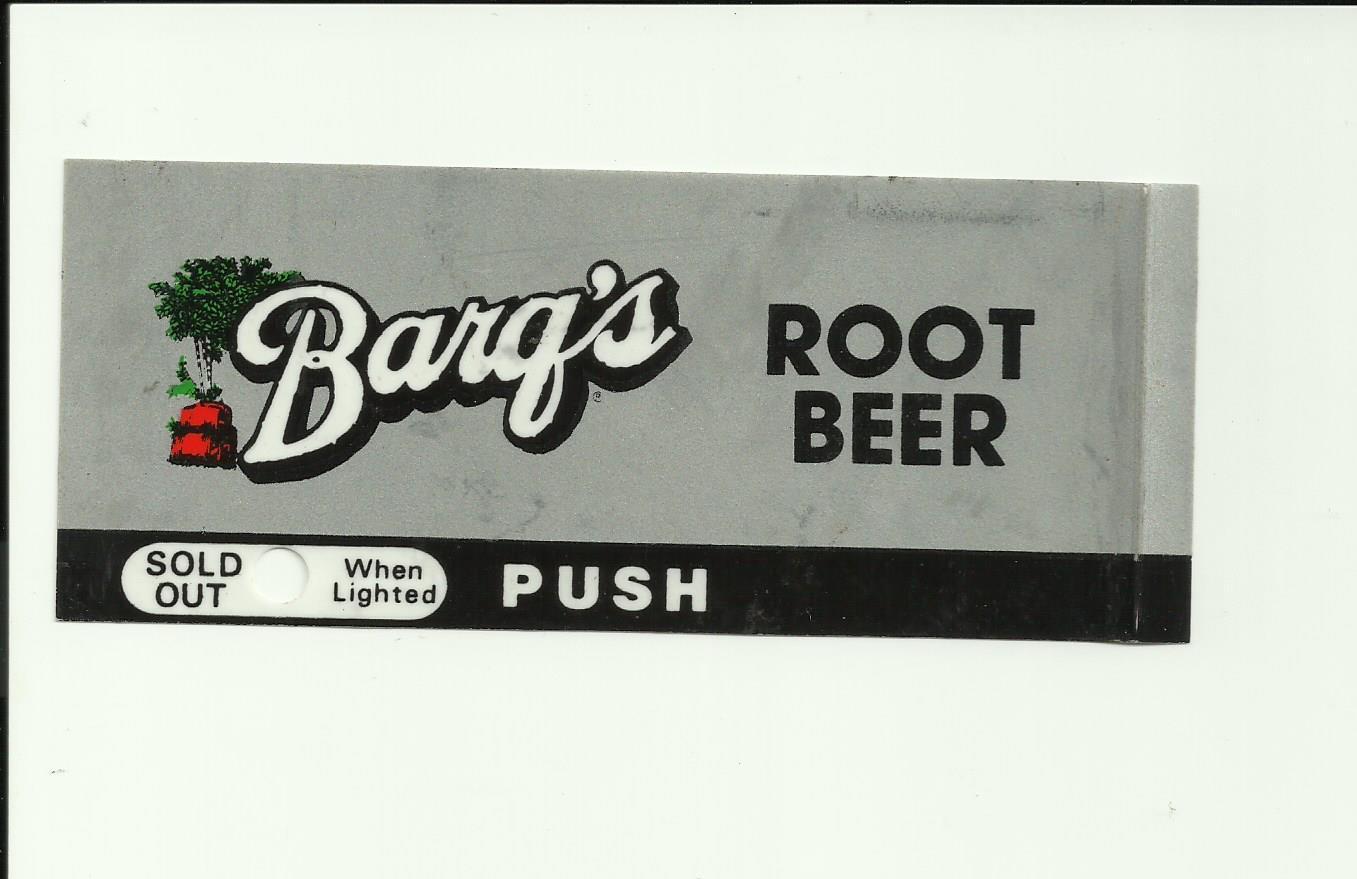 Barq's®
ROOT
BEER
SOLD
OUT
When
Lighted
PUSH